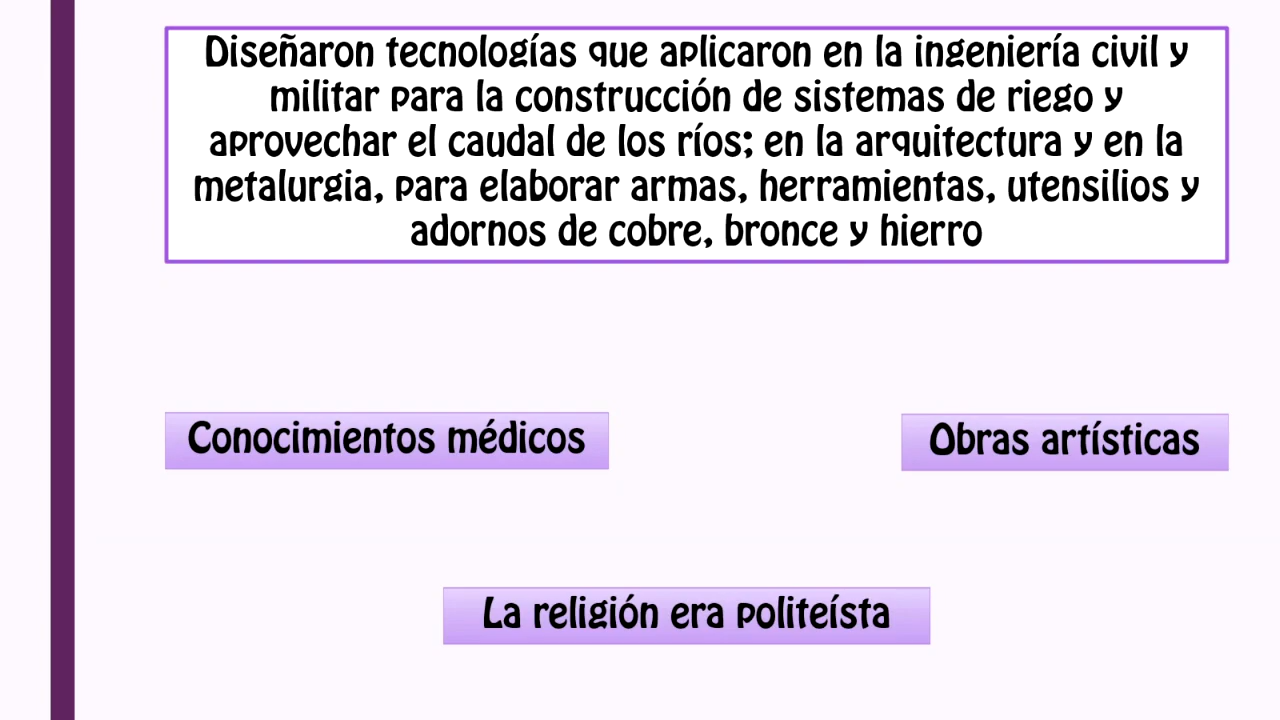 Diseñaron tecnologías que aplicaron en la ingeniería civil y
militar para la construcción de sistemas de riego y
aprovechar el caudal de los ríos; en la arquitectura y en la
metalurgia, para elaborar armas, herramientas, utensilios y
adornos de cobre, bronce y hierro
Conocimientos médicos
Obras artísticas
La religión era politeísta